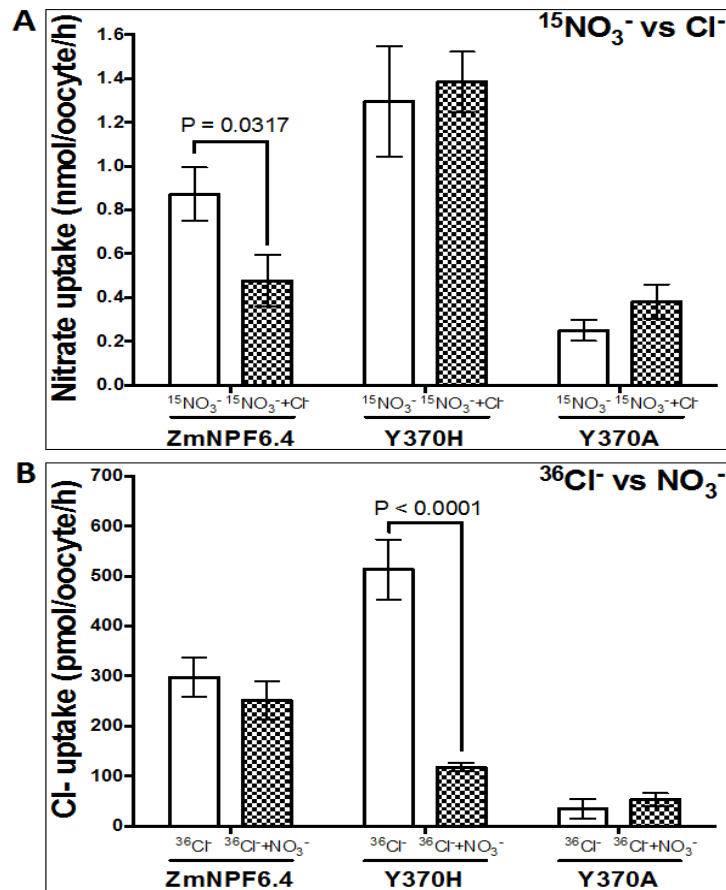 A
¹⁵NO₃⁻ vs Cl⁻
Nitrate uptake (nmol/oocyte/h)
1.6
1.4
1.2
1.0
0.8
0.6
0.4
0.2
0.0
P = 0.0317
¹⁵NO₃⁻ ¹⁵NO₃⁻+Cl⁻ ¹⁵NO₃⁻ ¹⁵NO₃⁻+Cl⁻ ¹⁵NO₃⁻ ¹⁵NO₃⁻+Cl⁻
ZmNPF6.4 Y370H Y370A
B
³⁶Cl⁻ vs NO₃⁻
Cl- uptake (pmol/oocyte/h)
700
600
500
400
300
200
100
0
P < 0.0001
³⁶Cl⁻ ³⁶Cl⁻+NO₃⁻ ³⁶Cl⁻ ³⁶Cl⁻+NO₃⁻ ³⁶Cl⁻ ³⁶Cl⁻+NO₃⁻
ZmNPF6.4 Y370H Y370A